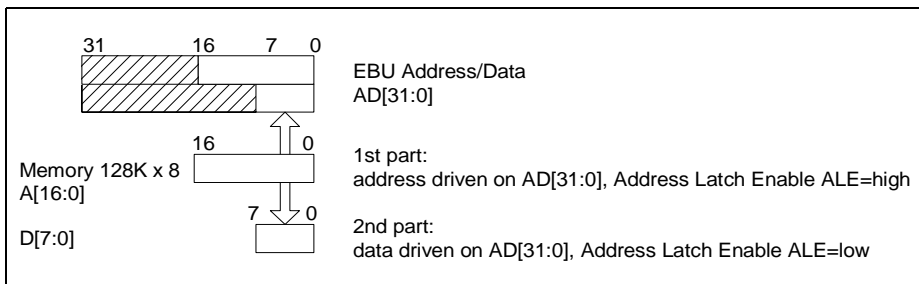 31 16 7 0
EBU Address/Data
AD[31:0]
16 0
1st part:
Memory 128K x 8
address driven on AD[31:0], Address Latch Enable ALE=high
A[16:0]
7 0
2nd part:
D[7:0]
data driven on AD[31:0], Address Latch Enable ALE=low